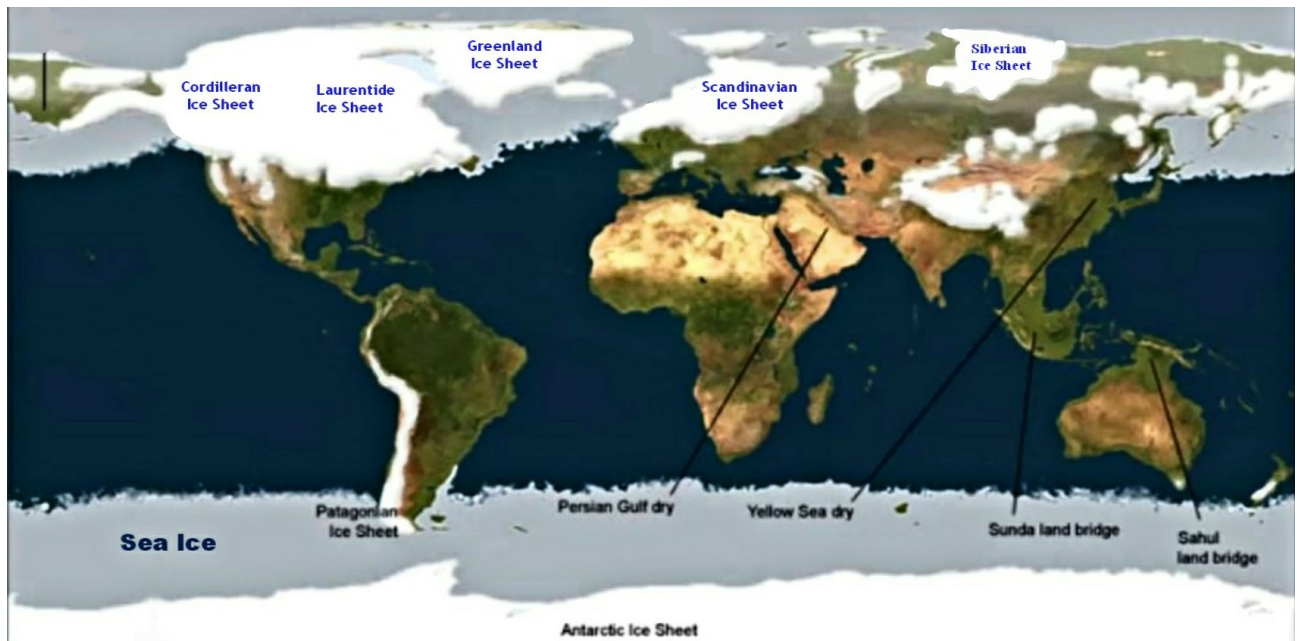 Greenland
Ice Sheet
Siberian
Ice Sheet
Cordilleran
Ice Sheet
Laurentide
Ice Sheet
Scandinavian
Ice Sheet
Patagonian
Ice Sheet
Persian Gulf dry
Yellow Sea dry
Sunda land bridge
Sahul
land bridge
Sea Ice
Antarctic Ice Sheet